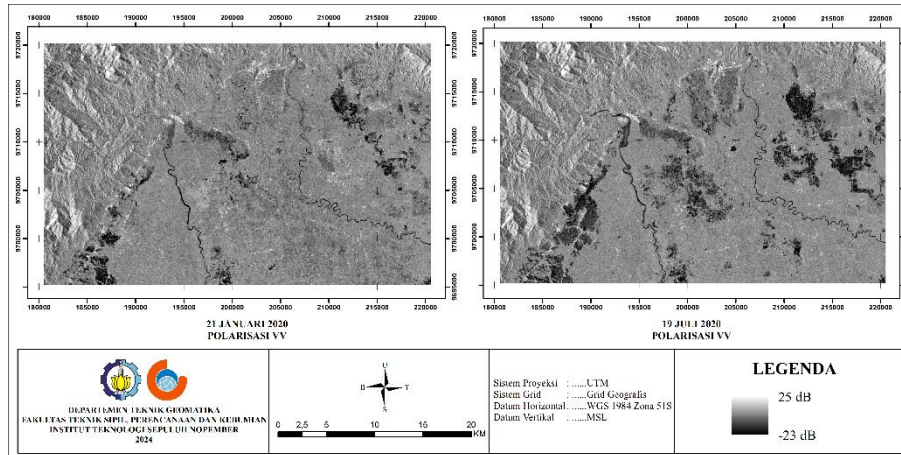 180000 185000 190000 195000 200000 205000 210000 215000 220000
180000 185000 190000 195000 200000 205000 210000 215000 220000
9720000 9715000 9710000 9705000 9700000 9695000
9720000 9715000 9710000 9705000 9700000
180000 185000 190000 195000 200000 205000 210000 215000 220000
180000 185000 190000 195000 200000 205000 210000 215000 220000
21 JANUARI 2020
POLARISASI VV
19 JULI 2020
POLARISASI VV
DEPARTEMEN TEKNIK GEOMATIKA
FAKULTAS TEKNIK SIPIL, PERENCANAAN DAN KEBUMIAN
INSTITUT TEKNOLOGI SEPULUH NOPEMBER
2024
U
B T
S
0 2.5 5 10 15 20
KM
Sistem Proyeksi : ......UTM
Sistem Grid : ......Grid Geografis
Datum Horizontal : ......WGS 1984 Zona 51S
Datum Vertikal : ......MSL
LEGENDA
25 dB
-23 dB